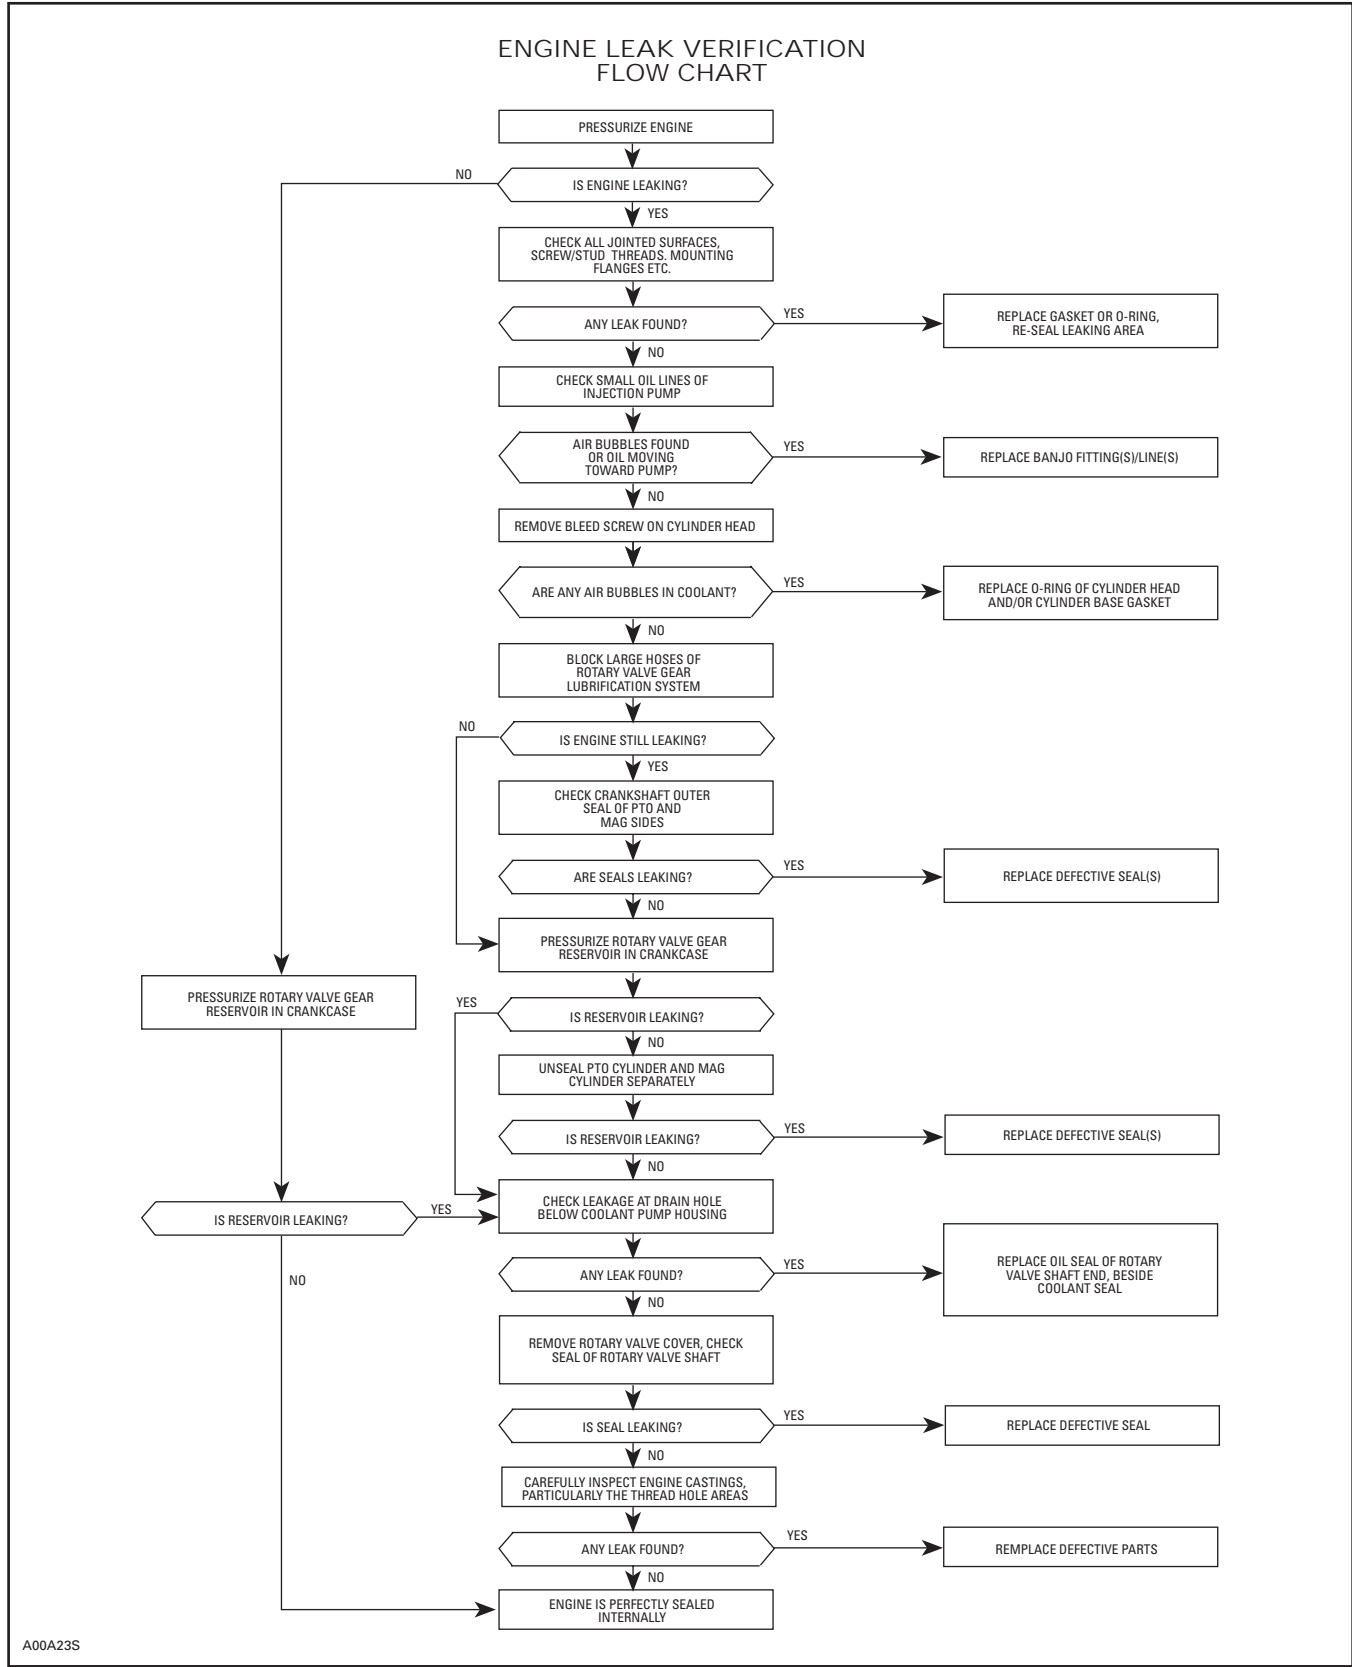 ENGINE LEAK VERIFICATION
FLOW CHART
PRESSURIZE ENGINE
NO
IS ENGINE LEAKING?
YES
CHECK ALL JOINTED SURFACES,
SCREW/STUD THREADS. MOUNTING
FLANGES ETC.
ANY LEAK FOUND?
YES
REPLACE GASKET OR O-RING,
RE-SEAL LEAKING AREA
NO
CHECK SMALL OIL LINES OF
INJECTION PUMP
AIR BUBBLES FOUND
OR OIL MOVING
TOWARD PUMP?
YES
REPLACE BANJO FITTING(S)/LINE(S)
NO
REMOVE BLEED SCREW ON CYLINDER HEAD
ARE ANY AIR BUBBLES IN COOLANT?
YES
REPLACE O-RING OF CYLINDER HEAD
AND/OR CYLINDER BASE GASKET
NO
BLOCK LARGE HOSES OF
ROTARY VALVE GEAR
LUBRIFICATION SYSTEM
NO
IS ENGINE STILL LEAKING?
YES
CHECK CRANKSHAFT OUTER
SEAL OF PTO AND
MAG SIDES
ARE SEALS LEAKING?
YES
REPLACE DEFECTIVE SEAL(S)
NO
PRESSURIZE ROTARY VALVE GEAR
RESERVOIR IN CRANKCASE
PRESSURIZE ROTARY VALVE GEAR
RESERVOIR IN CRANKCASE
YES
IS RESERVOIR LEAKING?
NO
UNSEAL PTO CYLINDER AND MAG
CYLINDER SEPARATELY
IS RESERVOIR LEAKING?
YES
REPLACE DEFECTIVE SEAL(S)
NO
CHECK LEAKAGE AT DRAIN HOLE
BELOW COOLANT PUMP HOUSING
IS RESERVOIR LEAKING?
YES
NO
ANY LEAK FOUND?
YES
REPLACE OIL SEAL OF ROTARY
VALVE SHAFT END, BESIDE
COOLANT SEAL
NO
REMOVE ROTARY VALVE COVER, CHECK
SEAL OF ROTARY VALVE SHAFT
IS SEAL LEAKING?
YES
REPLACE DEFECTIVE SEAL
NO
CAREFULLY INSPECT ENGINE CASTINGS,
PARTICULARLY THE THREAD HOLE AREAS
ANY LEAK FOUND?
YES
REMPLACE DEFECTIVE PARTS
NO
ENGINE IS PERFECTLY SEALED
INTERNALLY
A00A23S